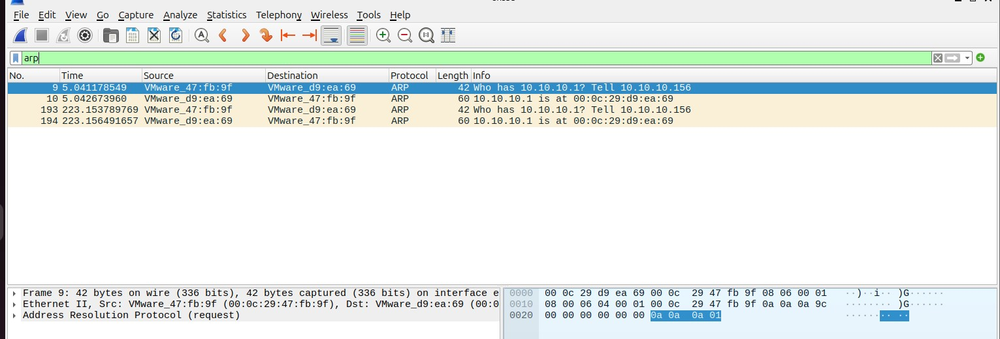 File Edit View Go Capture Analyze Statistics Telephony Wireless Tools Help
arp
No. Time Source Destination Protocol Length Info
9 5.041178549 VMware_47:fb:9f VMware_d9:ea:69 ARP 42 Who has 10.10.10.1? Tell 10.10.10.156
10 5.042673960 VMware_d9:ea:69 VMware_47:fb:9f ARP 60 10.10.10.1 is at 00:0c:29:d9:ea:69
193 223.153789769 VMware_47:fb:9f VMware_d9:ea:69 ARP 42 Who has 10.10.10.1? Tell 10.10.10.156
194 223.156491657 VMware_d9:ea:69 VMware_47:fb:9f ARP 60 10.10.10.1 is at 00:0c:29:d9:ea:69
Frame 9: 42 bytes on wire (336 bits), 42 bytes captured (336 bits) on interface e
Ethernet II, Src: VMware_47:fb:9f (00:0c:29:47:fb:9f), Dst: VMware_d9:ea:69 (00:0
Address Resolution Protocol (request)
0000 00 0c 29 d9 ea 69 00 0c 29 47 fb 9f 08 06 00 01 ··)··i·· )G······
0010 08 00 06 04 00 01 00 0c 29 47 fb 9f 0a 0a 0a 9c ········ )G······
0020 00 00 00 00 00 00 0a 0a 0a 01 ········ ··